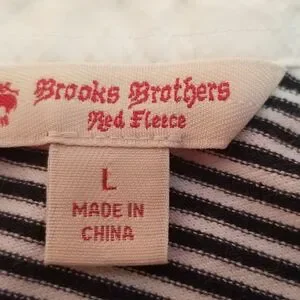 Brooks Brothers
Red Fleece
L
MADE IN
CHINA